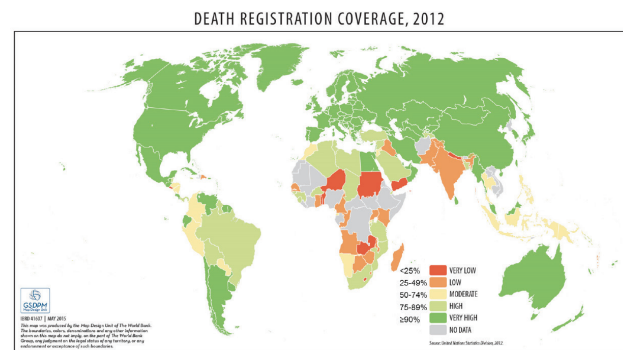 DEATH REGISTRATION COVERAGE, 2012
<25% VERY LOW
25-49% LOW
50-74% MODERATE
75-89% HIGH
≥90% VERY HIGH
NO DATA
GSDPM
Map Design Unit
IBRD 41637 | MAY 2015
This map was produced by the Map Design Unit of The World Bank.
The boundaries, colors, denominations and any other information
shown on this map do not imply, on the part of The World Bank
Group, any judgment on the legal status of any territory, or any
endorsement or acceptance of such boundaries.
Source: United Nations Statistics Division, 2012.